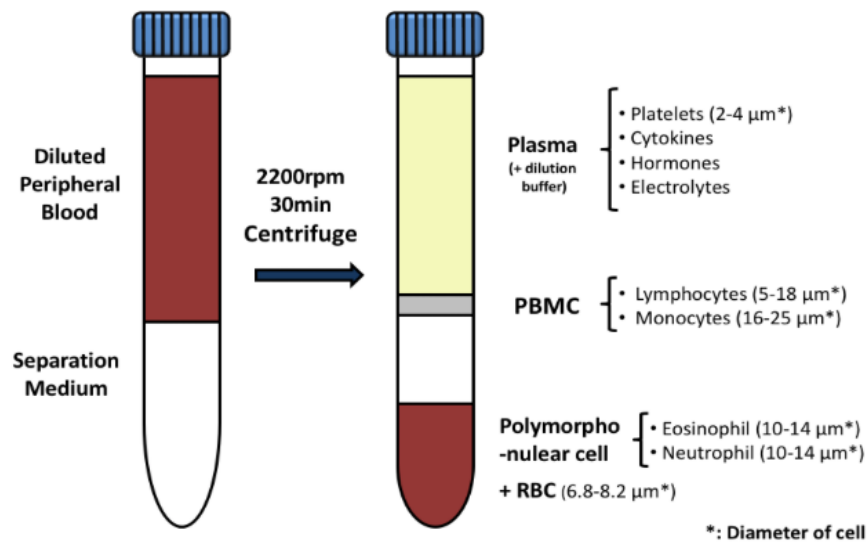 Diluted
Peripheral
Blood
Separation
Medium
2200rpm
30min
Centrifuge
Plasma
(+ dilution
buffer)
• Platelets (2-4 µm*)
• Cytokines
• Hormones
• Electrolytes
PBMC
• Lymphocytes (5-18 µm*)
• Monocytes (16-25 µm*)
Polymorpho
-nulear cell
+ RBC (6.8-8.2 µm*)
• Eosinophil (10-14 µm*)
• Neutrophil (10-14 µm*)
*: Diameter of cell